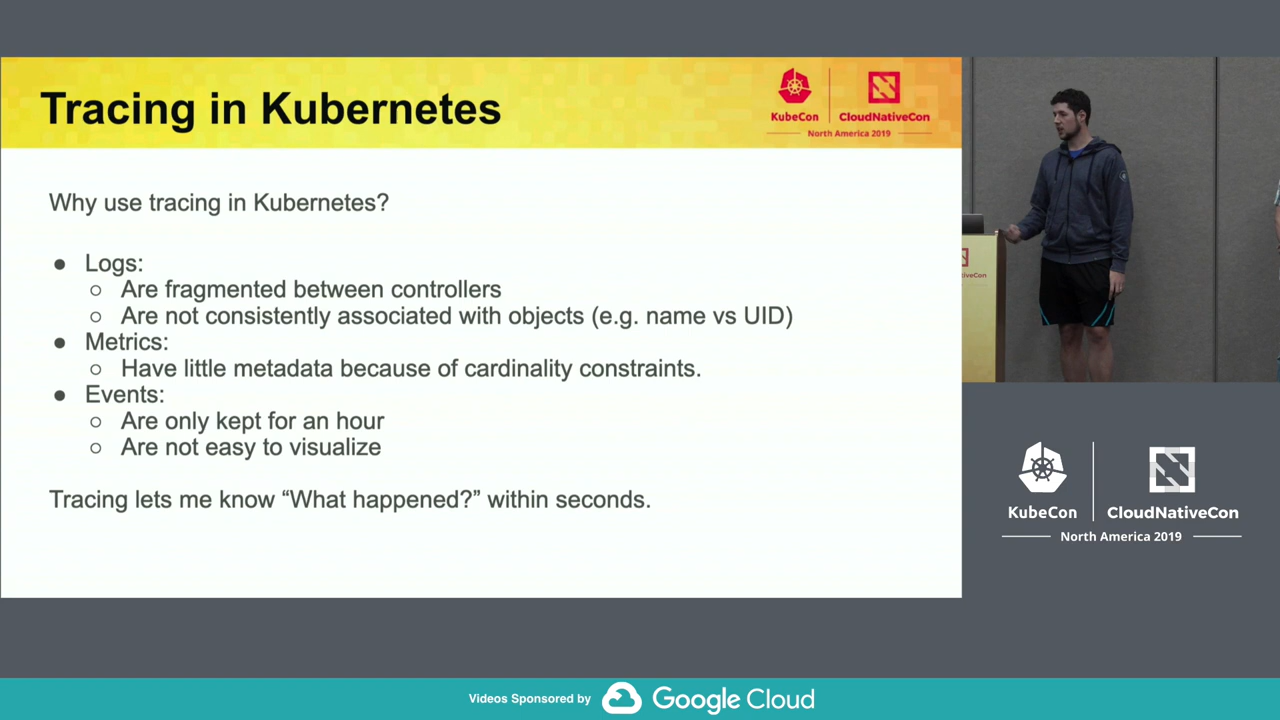 Tracing in Kubernetes
KubeCon
CloudNativeCon
North America 2019
Why use tracing in Kubernetes?
● Logs:
○ Are fragmented between controllers
○ Are not consistently associated with objects (e.g. name vs UID)
● Metrics:
○ Have little metadata because of cardinality constraints.
● Events:
○ Are only kept for an hour
○ Are not easy to visualize
Tracing lets me know “What happened?” within seconds.
KubeCon
CloudNativeCon
North America 2019
Videos Sponsored by Google Cloud